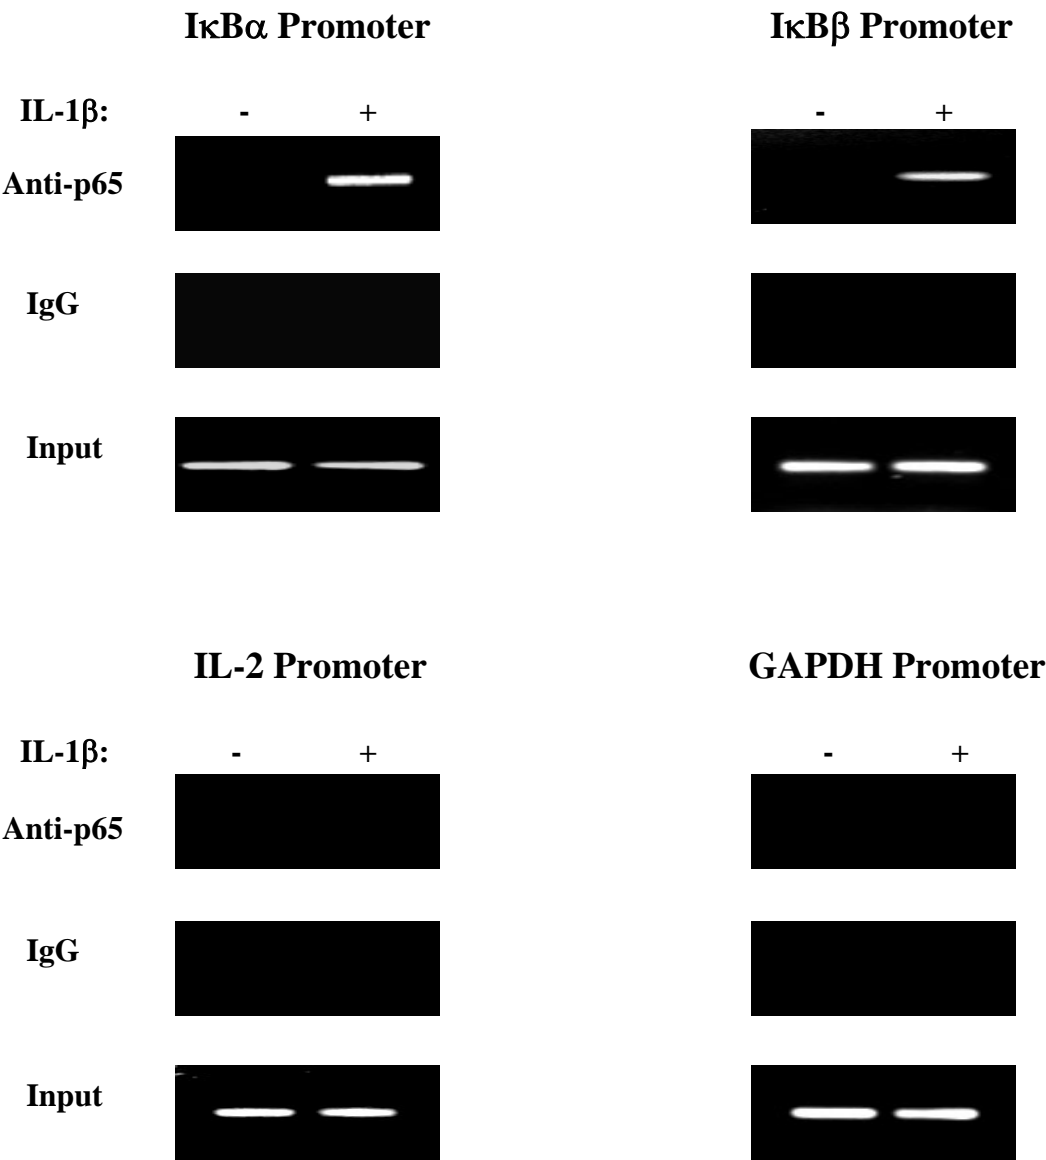 IκBα Promoter
IκBβ Promoter
IL-1β: - +
- +
Anti-p65
IgG
Input
IL-2 Promoter
GAPDH Promoter
IL-1β: - +
- +
Anti-p65
IgG
Input